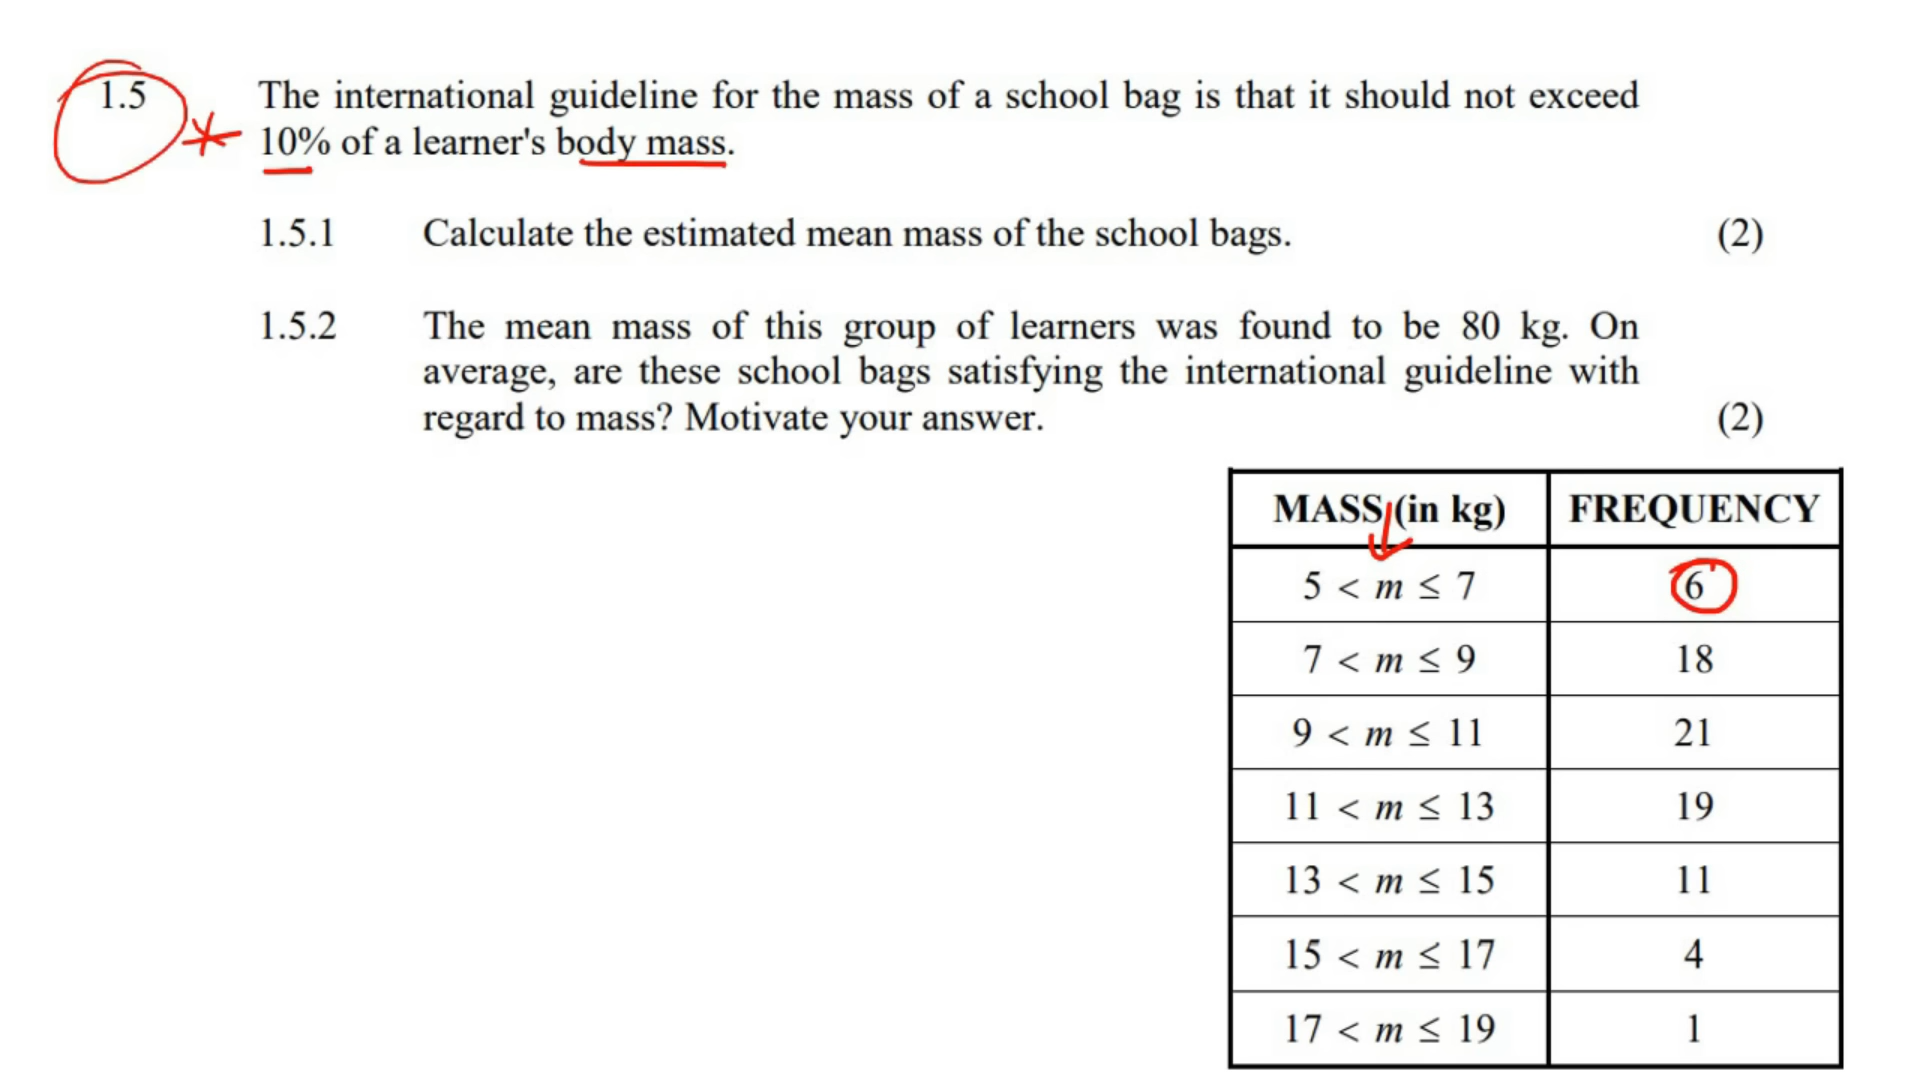 1.5 The international guideline for the mass of a school bag is that it should not exceed
10% of a learner's body mass.
1.5.1 Calculate the estimated mean mass of the school bags. (2)
1.5.2 The mean mass of this group of learners was found to be 80 kg. On
average, are these school bags satisfying the international guideline with
regard to mass? Motivate your answer. (2)
MASS (in kg) FREQUENCY
5 < m ≤ 7 6
7 < m ≤ 9 18
9 < m ≤ 11 21
11 < m ≤ 13 19
13 < m ≤ 15 11
15 < m ≤ 17 4
17 < m ≤ 19 1